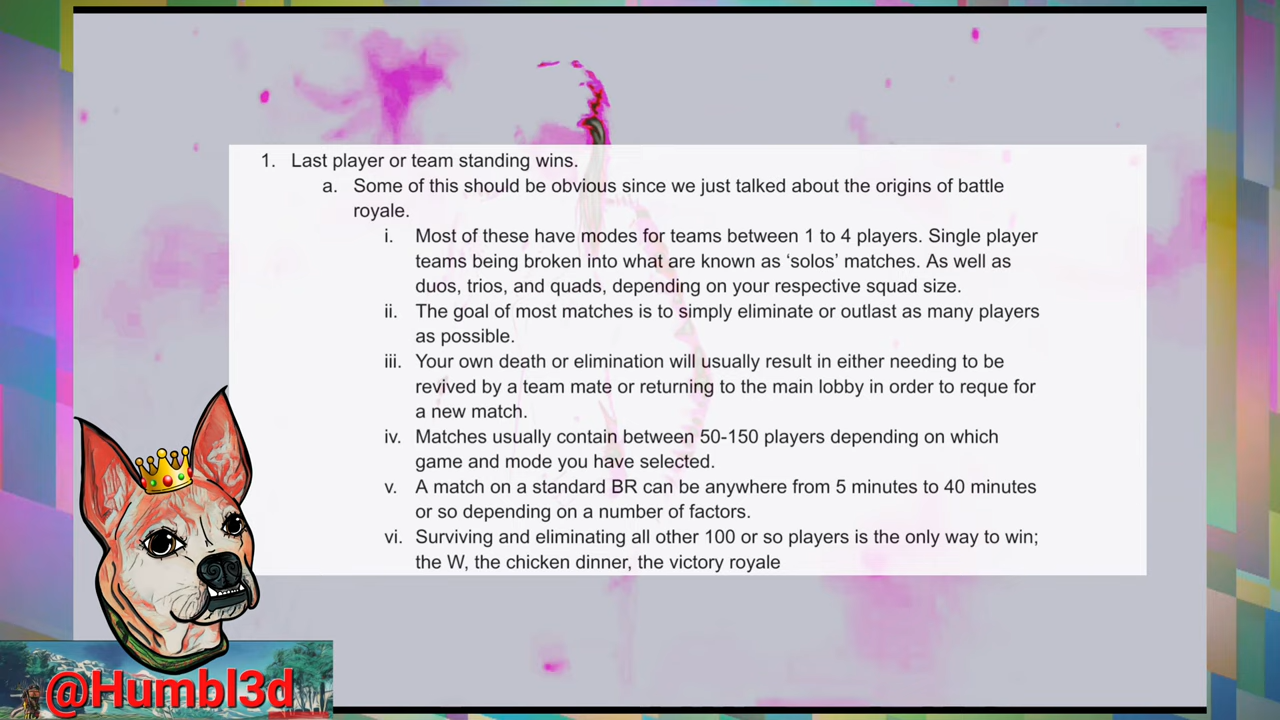 1. Last player or team standing wins.
a. Some of this should be obvious since we just talked about the origins of battle
royale.
i. Most of these have modes for teams between 1 to 4 players. Single player
teams being broken into what are known as ‘solos’ matches. As well as
duos, trios, and quads, depending on your respective squad size.
ii. The goal of most matches is to simply eliminate or outlast as many players
as possible.
iii. Your own death or elimination will usually result in either needing to be
revived by a team mate or returning to the main lobby in order to reque for
a new match.
iv. Matches usually contain between 50-150 players depending on which
game and mode you have selected.
v. A match on a standard BR can be anywhere from 5 minutes to 40 minutes
or so depending on a number of factors.
vi. Surviving and eliminating all other 100 or so players is the only way to win;
the W, the chicken dinner, the victory royale
@Humbl3d